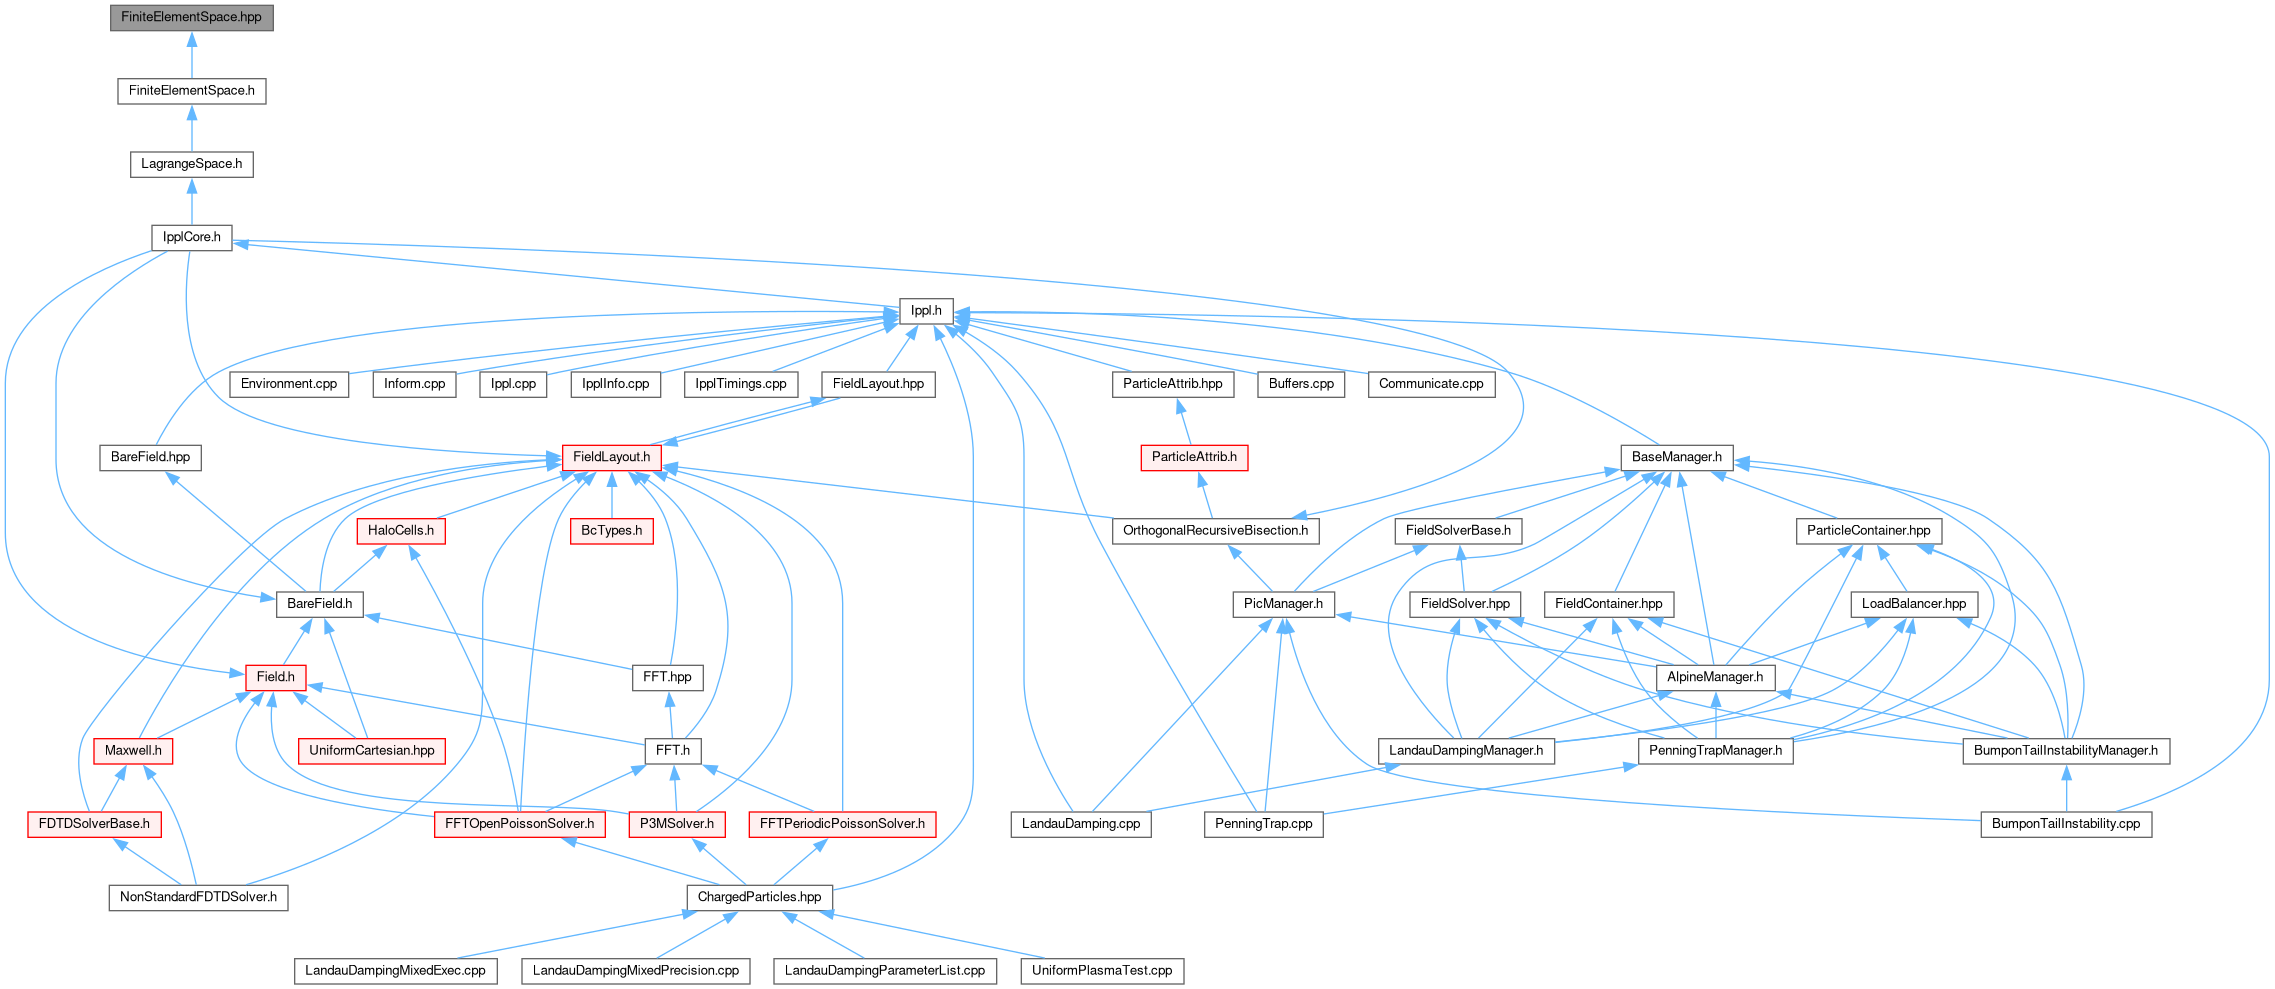 FiniteElementSpace.hpp
FiniteElementSpace.h
LagrangeSpace.h
IpplCore.h
Ippl.h
Environment.cpp
Inform.cpp
Ippl.cpp
IpplInfo.cpp
IpplTimings.cpp
FieldLayout.hpp
ParticleAttrib.hpp
Buffers.cpp
Communicate.cpp
BareField.hpp
FieldLayout.h
ParticleAttrib.h
BaseManager.h
HaloCells.h
BcTypes.h
OrthogonalRecursiveBisection.h
FieldSolverBase.h
ParticleContainer.hpp
BareField.h
PicManager.h
FieldSolver.hpp
FieldContainer.hpp
LoadBalancer.hpp
Field.h
FFT.hpp
AlpineManager.h
Maxwell.h
UniformCartesian.hpp
FFT.h
LandauDampingManager.h
PenningTrapManager.h
BumponTailInstabilityManager.h
FDTDSolverBase.h
FFTOpenPoissonSolver.h
P3MSolver.h
FFTPeriodicPoissonSolver.h
LandauDamping.cpp
PenningTrap.cpp
BumponTailInstability.cpp
NonStandardFDTDSolver.h
ChargedParticles.hpp
LandauDampingMixedExec.cpp
LandauDampingMixedPrecision.cpp
LandauDampingParameterList.cpp
UniformPlasmaTest.cpp